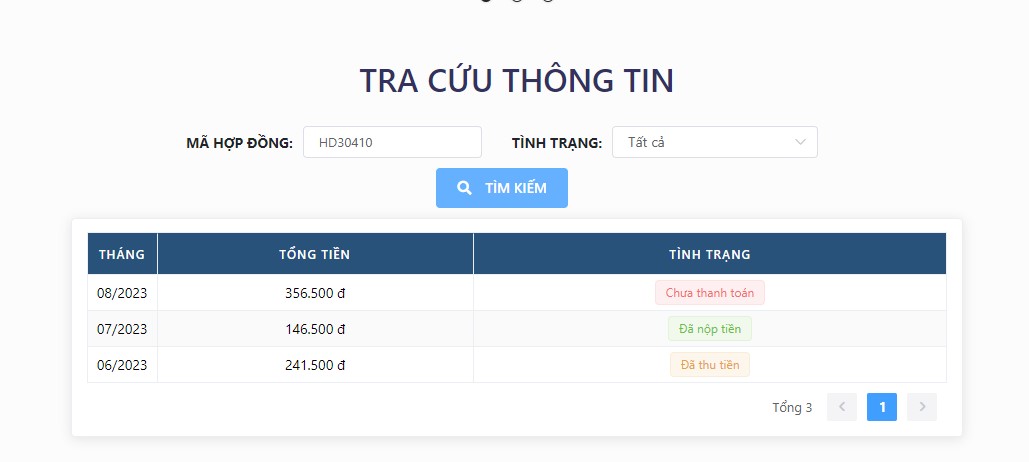 TRA CỨU THÔNG TIN
MÃ HỢP ĐỒNG: HD30410 TÌNH TRẠNG: Tất cả
TÌM KIẾM
THÁNG TỔNG TIỀN TÌNH TRẠNG
08/2023 356.500 đ Chưa thanh toán
07/2023 146.500 đ Đã nộp tiền
06/2023 241.500 đ Đã thu tiền
Tổng 3 1